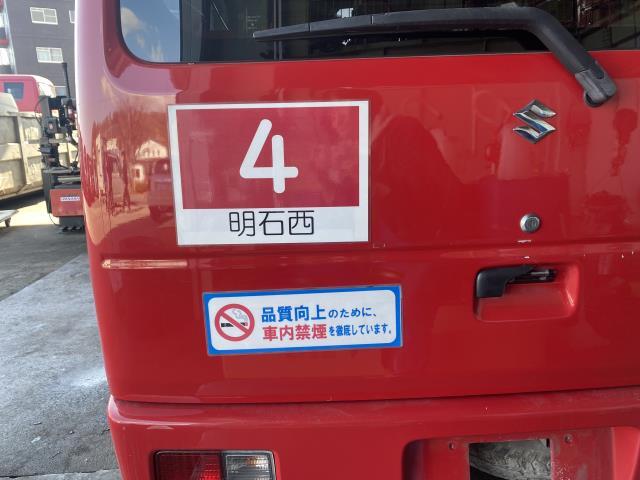 4
明石西
品質向上のために、
車内禁煙を徹底しています。